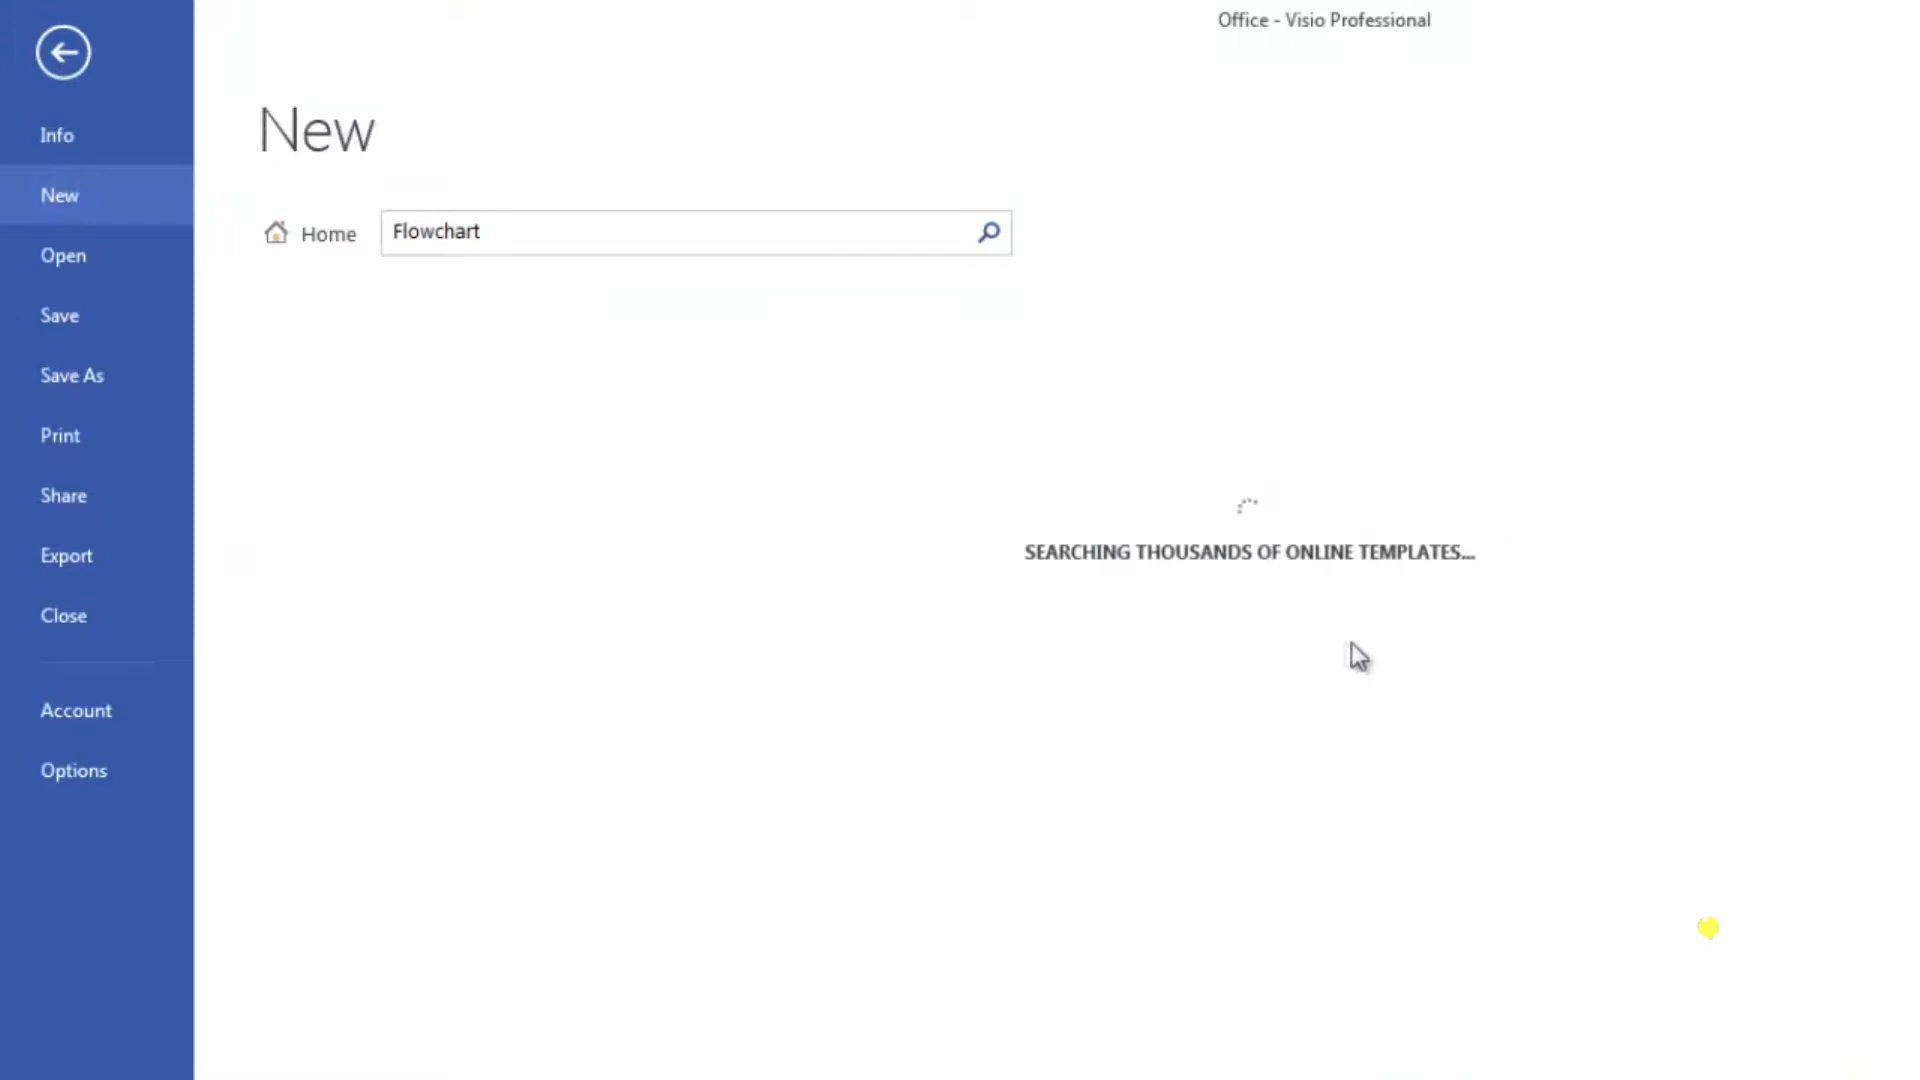 Office - Visio Professional
Info
New
Open
Save
Save As
Print
Share
Export
Close
Account
Options
New
Home
Flowchart
SEARCHING THOUSANDS OF ONLINE TEMPLATES...